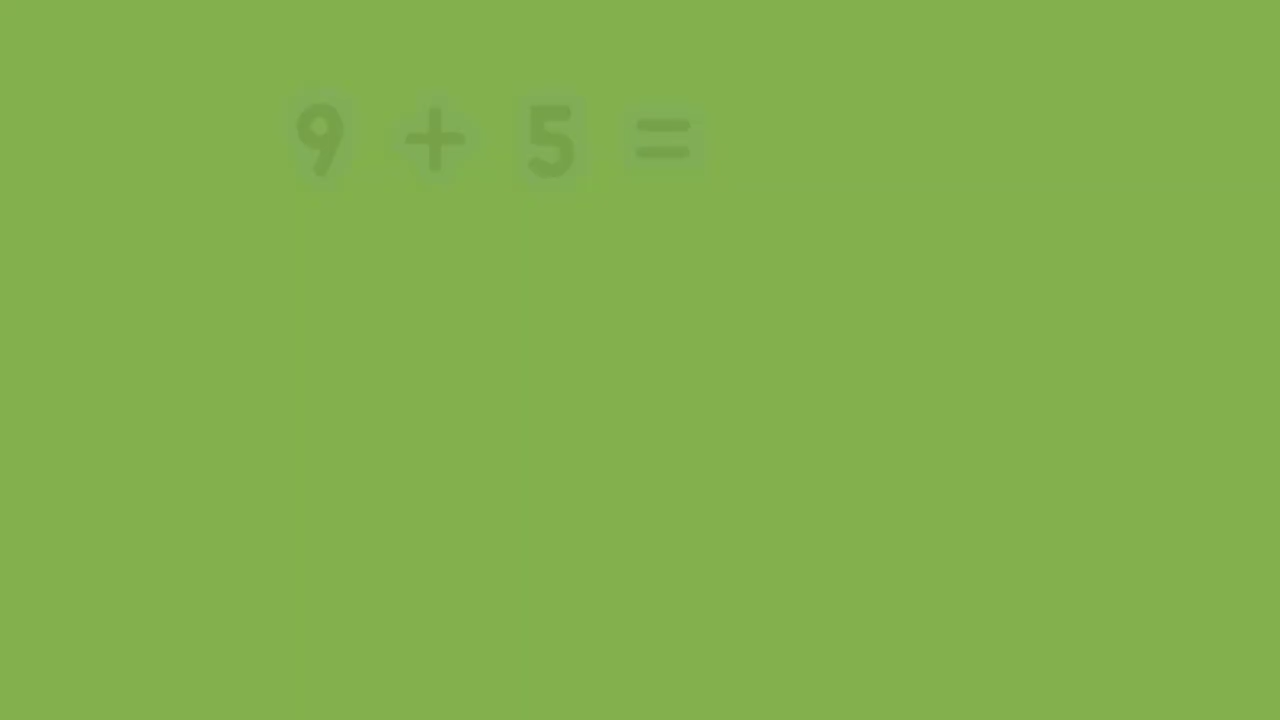 9 + 5 =